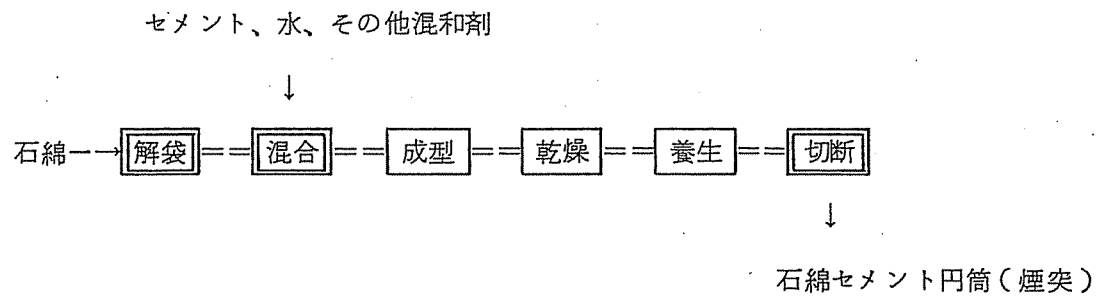 セメント、水、その他混和剤
↓
石綿－→解袋＝＝混合＝＝成型＝＝乾燥＝＝養生＝＝切断
↓
石綿セメント円筒（煙突）